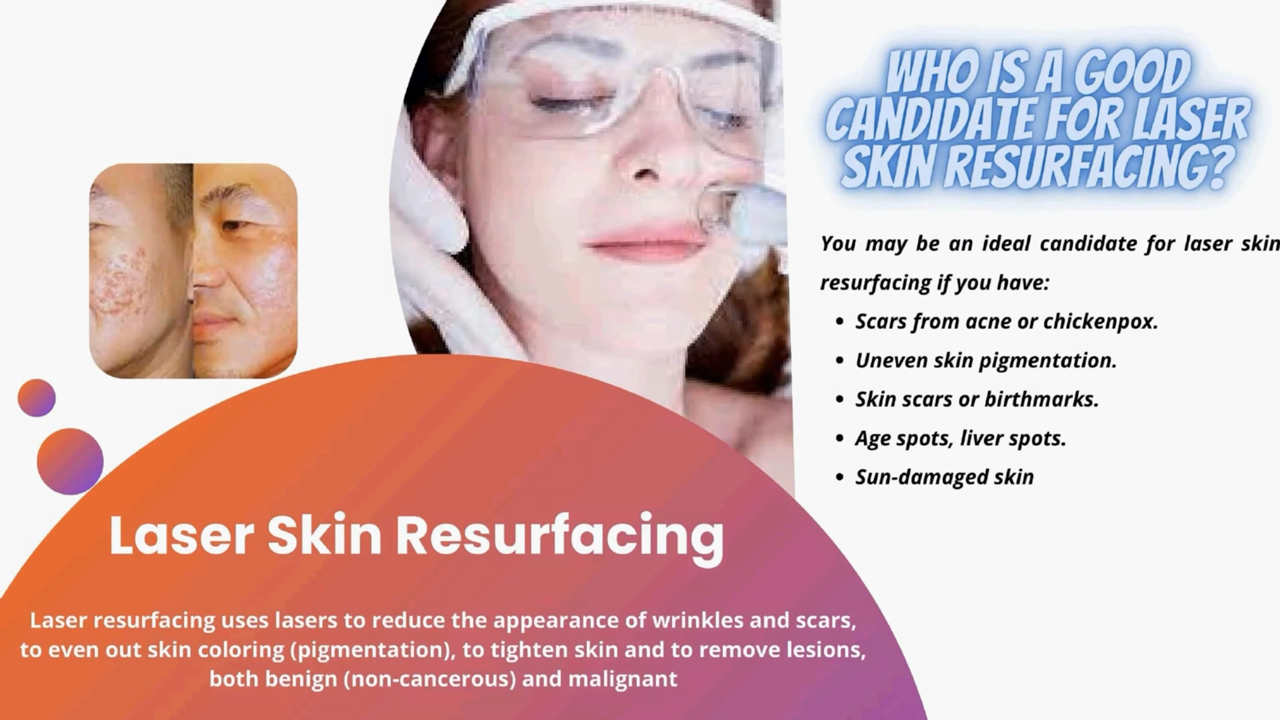 WHO IS A GOOD
CANDIDATE FOR LASER
SKIN RESURFACING?
You may be an ideal candidate for laser skin
resurfacing if you have:
• Scars from acne or chickenpox.
• Uneven skin pigmentation.
• Skin scars or birthmarks.
• Age spots, liver spots.
• Sun-damaged skin
Laser Skin Resurfacing
Laser resurfacing uses lasers to reduce the appearance of wrinkles and scars,
to even out skin coloring (pigmentation), to tighten skin and to remove lesions,
both benign (non-cancerous) and malignant